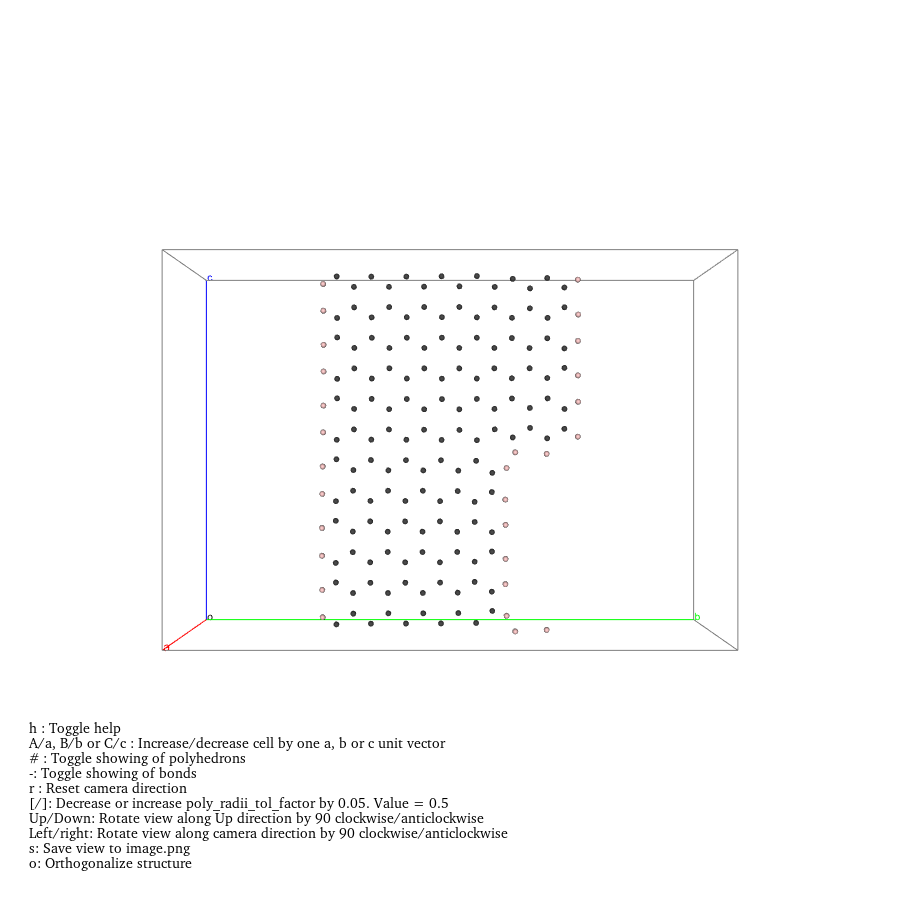 c
o
b
a
h : Toggle help
A/a, B/b or C/c : Increase/decrease cell by one a, b or c unit vector
# : Toggle showing of polyhedrons
-: Toggle showing of bonds
r : Reset camera direction
[/]: Decrease or increase poly_radii_tol_factor by 0.05. Value = 0.5
Up/Down: Rotate view along Up direction by 90 clockwise/anticlockwise
Left/right: Rotate view along camera direction by 90 clockwise/anticlockwise
s: Save view to image.png
o: Orthogonalize structure